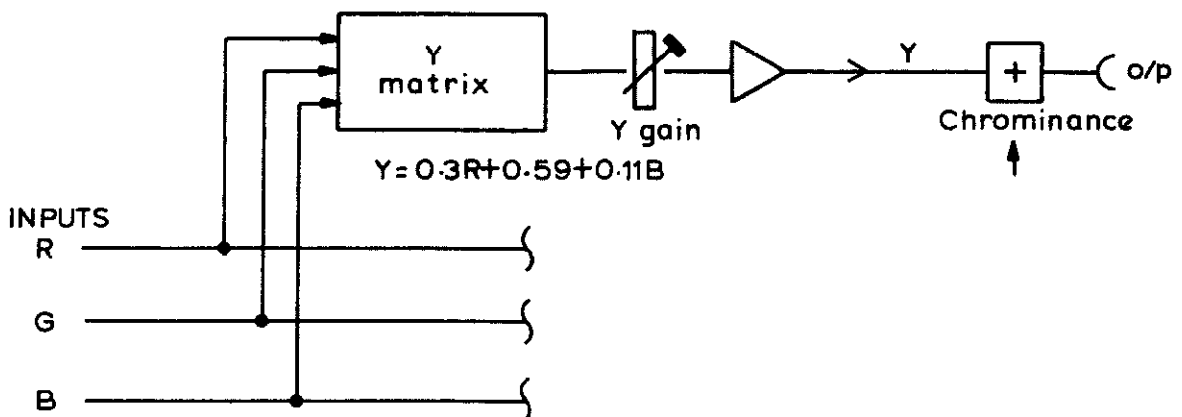 Y
matrix
Y gain
Y
+
Chrominance
o/p
Y=0.3R+0.59+0.11B
INPUTS
R
G
B